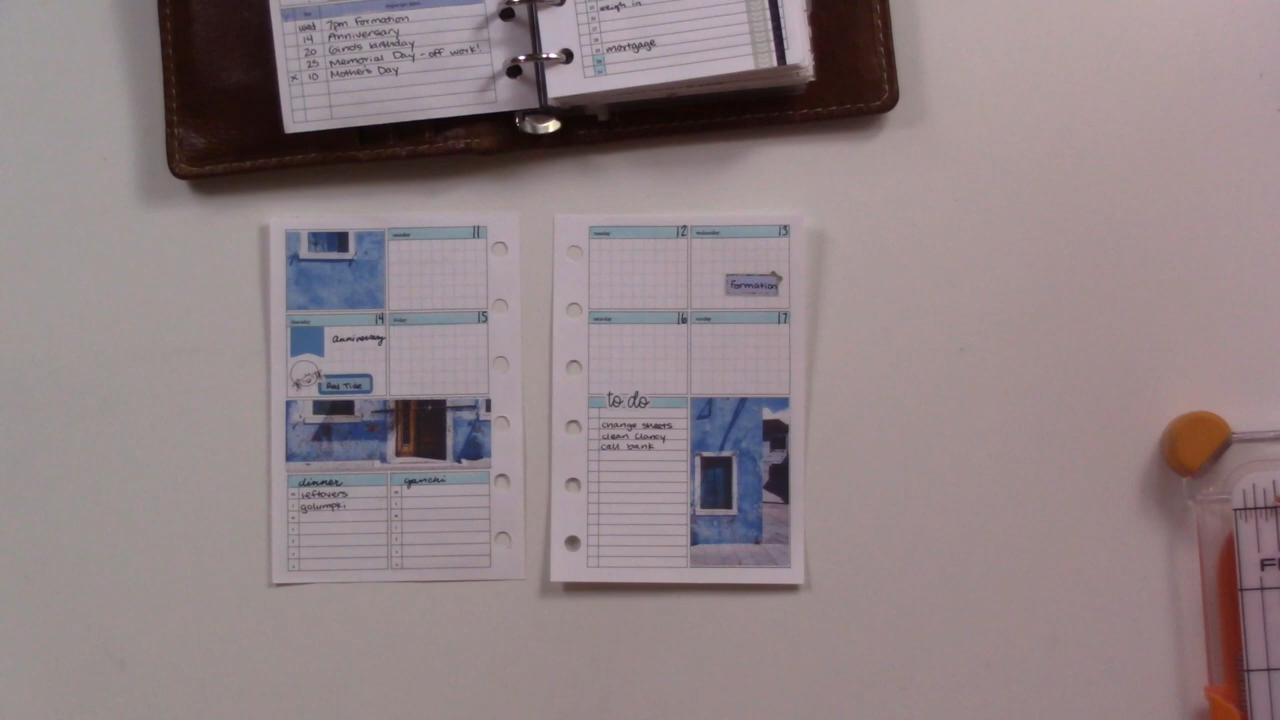 wed 7pm Formation
14 Anniversary
20 Gino's birthday
25 Memorial Day - off work!
x 10 Mother's Day
weigh in
mortgage
monday 11
thursday 14
Anniversary
Red Tide
friday 15
dinner
leftovers
golumpki
tuesday 12
wednesday 13
Formation
saturday 16
sunday 17
to do
change sheets
clean Clancy
call bank